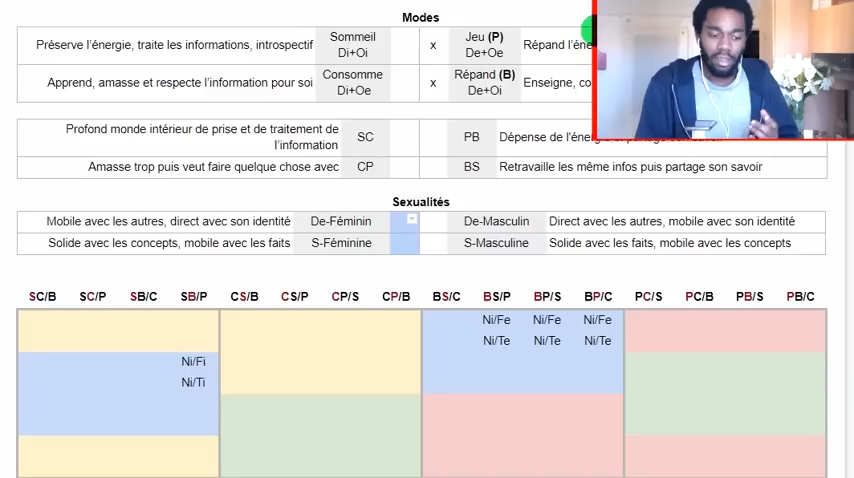 Modes
Préserve l'énergie, traite les informations, introspectif Sommeil Di+Oi x Jeu (P) De+Oe Répand l'éne
Apprend, amasse et respecte l'information pour soi Consomme Di+Oe x Répand (B) De+Oi Enseigne, co
Profond monde intérieur de prise et de traitement de l'information SC PB Dépense de l'énergie et partage son savoir
Amasse trop puis veut faire quelque chose avec CP BS Retravaille les même infos puis partage son savoir
Sexualités
Mobile avec les autres, direct avec son identité De-Féminin De-Masculin Direct avec les autres, mobile avec son identité
Solide avec les concepts, mobile avec les faits S-Féminine S-Masculine Solide avec les faits, mobile avec les concepts
SC/B SC/P SB/C SB/P CS/B CS/P CP/S CP/B BS/C BS/P BP/S BP/C PC/S PC/B PB/S PB/C
Ni/Fe Ni/Fe Ni/Fe
Ni/Te Ni/Te Ni/Te
Ni/Fi
Ni/Ti